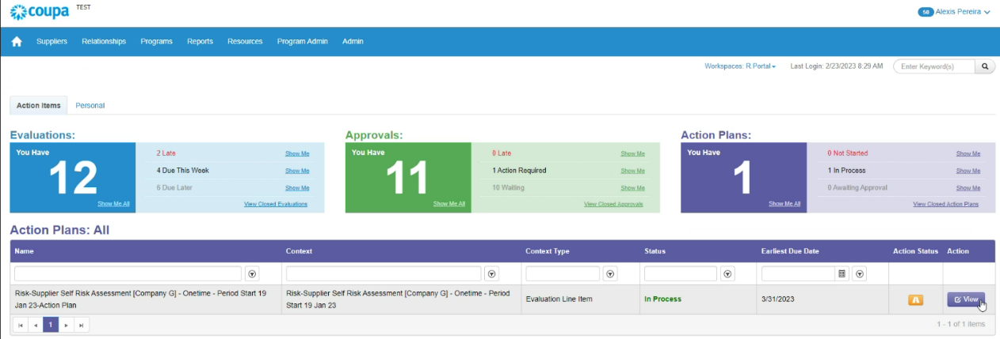 coupa TEST
50 Alexis Pereira
Suppliers Relationships Programs Reports Resources Program Admin Admin
Workspaces: R Portal Last Login: 2/23/2023 8:29 AM Enter Keyword(s)
Action Items Personal
Evaluations: Approvals: Action Plans:
You Have 2 Late Show Me You Have 0 Late Show Me You Have 0 Not Started Show Me
12 4 Due This Week Show Me 11 1 Action Required Show Me 1 1 In Process Show Me
6 Due Later Show Me 10 Waiting Show Me 0 Awaiting Approval Show Me
Show Me All View Closed Evaluations Show Me All View Closed Approvals Show Me All View Closed Action Plans
Action Plans: All
Name Context Context Type Status Earliest Due Date Action Status Action
Risk-Supplier Self Risk Assessment [Company G] - Onetime - Period Start 19 Risk-Supplier Self Risk Assessment [Company G] - Onetime - Period
Evaluation Line Item In Process 3/31/2023 View
Jan 23-Action Plan Start 19 Jan 23
1 1 - 1 of 1 items